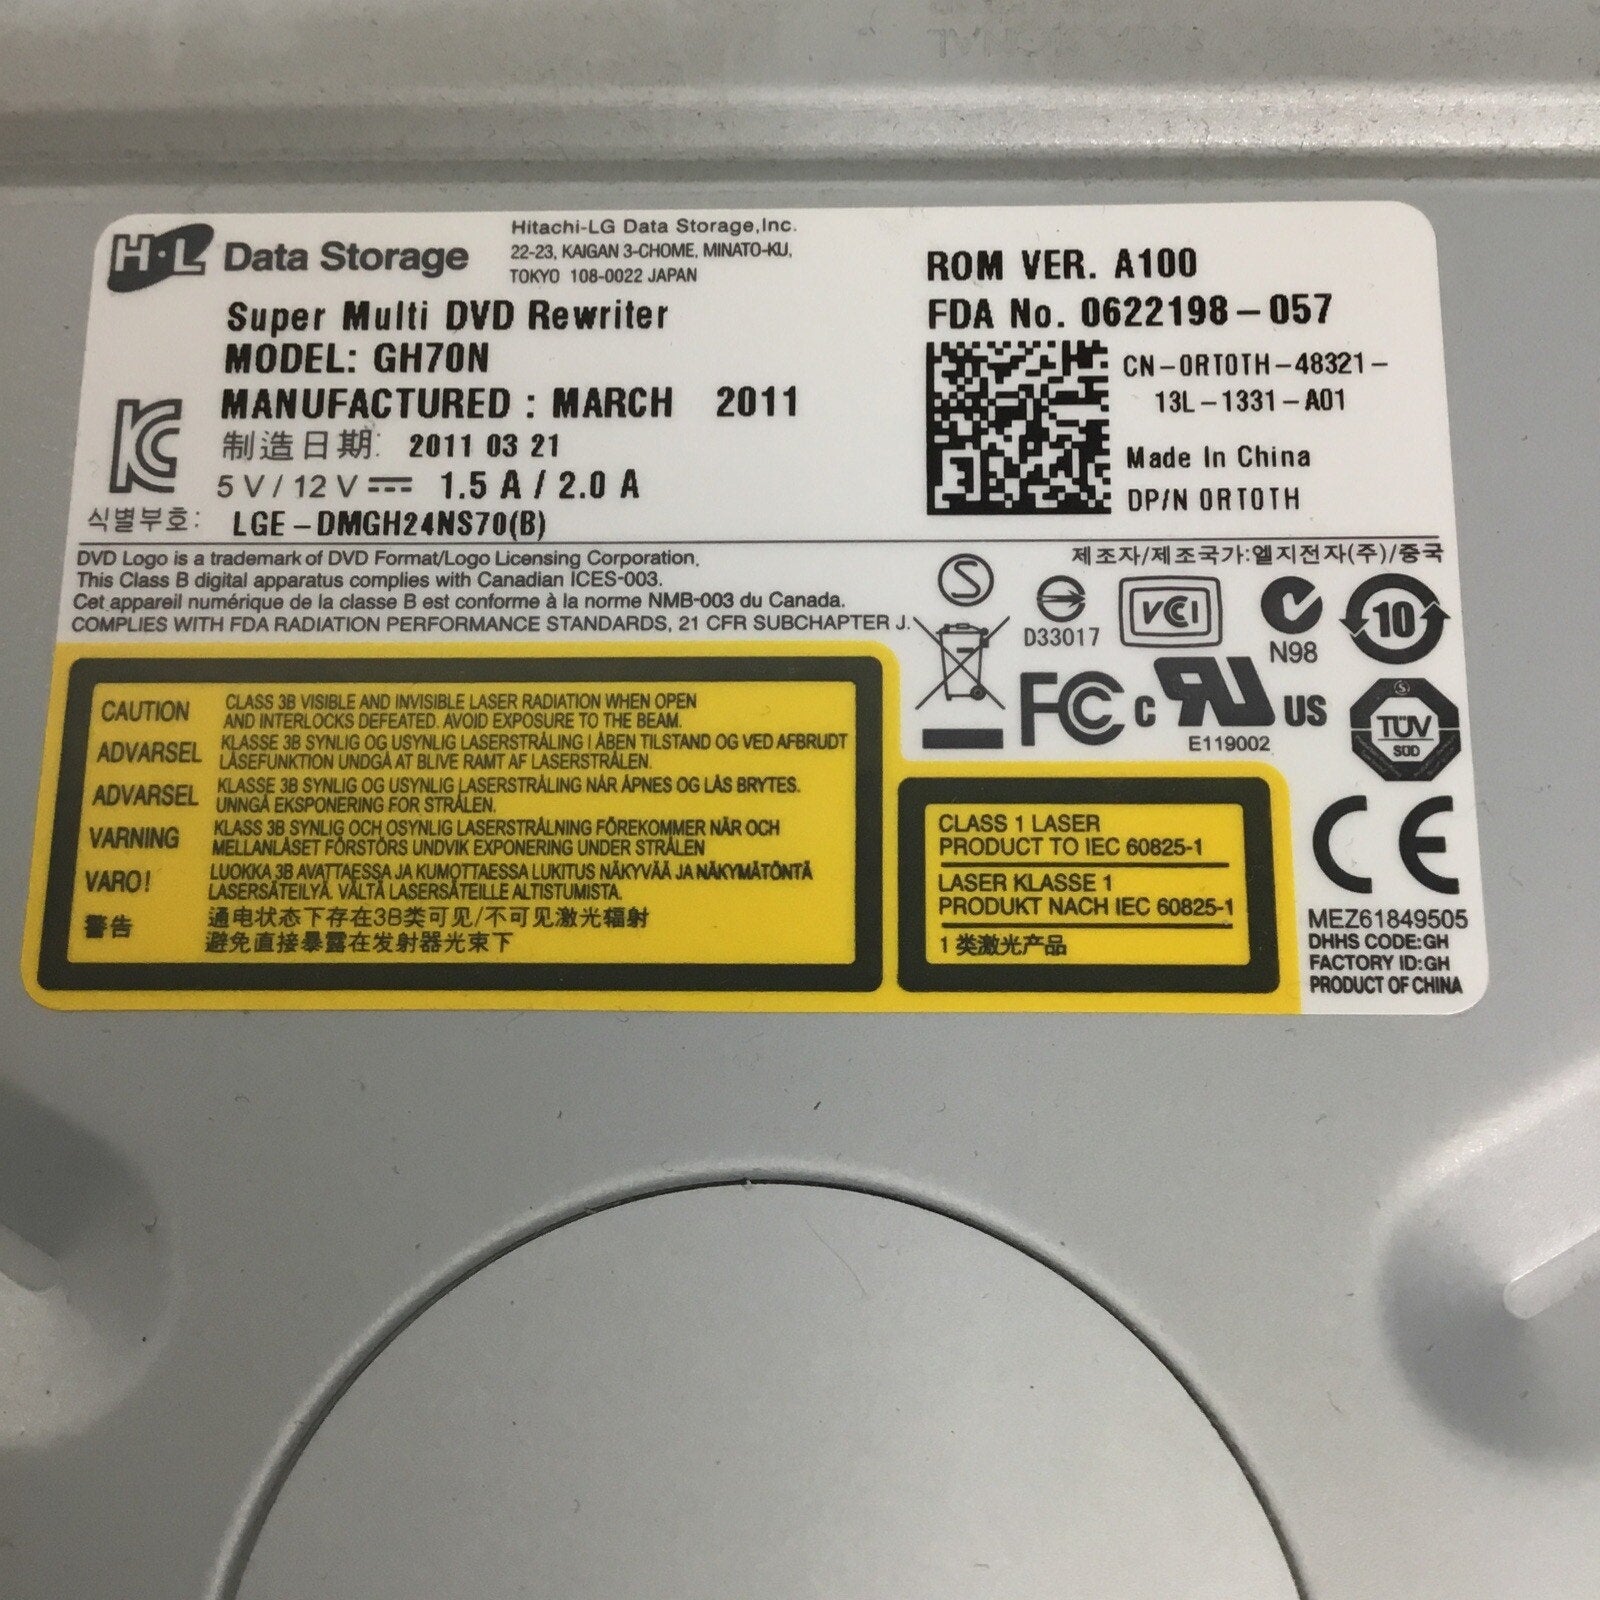 H·L Data Storage
Hitachi-LG Data Storage,Inc.
22-23, KAIGAN 3-CHOME, MINATO-KU,
TOKYO 108-0022 JAPAN
Super Multi DVD Rewriter
MODEL: GH70N
MANUFACTURED : MARCH 2011
制造日期: 2011 03 21
5 V / 12 V 1.5 A / 2.0 A
식별부호: LGE-DMGH24NS70(B)
ROM VER. A100
FDA No. 0622198-057
CN-0RT0TH-48321-
13L-1331-A01
Made In China
DP/N 0RT0TH
DVD Logo is a trademark of DVD Format/Logo Licensing Corporation,
This Class B digital apparatus complies with Canadian ICES-003.
Cet appareil numérique de la classe B est conforme à la norme NMB-003 du Canada.
COMPLIES WITH FDA RADIATION PERFORMANCE STANDARDS, 21 CFR SUBCHAPTER J.
제조자/제조국가:엘지전자(주)/중국
D33017
VCI
N98
10
FC
c RU US
E119002
TÜV
SÜD
CAUTION CLASS 3B VISIBLE AND INVISIBLE LASER RADIATION WHEN OPEN
AND INTERLOCKS DEFEATED. AVOID EXPOSURE TO THE BEAM.
ADVARSEL KLASSE 3B SYNLIG OG USYNLIG LASERSTRÅLING I ÅBEN TILSTAND OG VED AFBRUDT
LÅSEFUNKTION UNDGÅ AT BLIVE RAMT AF LASERSTRÅLEN.
ADVARSEL KLASSE 3B SYNLIG OG USYNLIG LASERSTRÅLING NÅR ÅPNES OG LÅS BRYTES.
UNNGÅ EKSPONERING FOR STRÅLEN.
VARNING KLASS 3B SYNLIG OCH OSYNLIG LASERSTRÅLNING FÖREKOMMER NÄR OCH
MELLANLÅSET FÖRSTÖRS UNDVIK EXPONERING UNDER STRÅLEN
VARO! LUOKKA 3B AVATTAESSA JA KUMOTTAESSA LUKITUS NÄKYVÄÄ JA NÄKYMÄTÖNTÄ
LASERSÄTEILYÄ. VÄLTÄ LASERSÄTEILLE ALTISTUMISTA.
警告 通电状态下存在3B类可见/不可见激光辐射
避免直接暴露在发射器光束下
CLASS 1 LASER
PRODUCT TO IEC 60825-1
LASER KLASSE 1
PRODUKT NACH IEC 60825-1
1 类激光产品
CE
MEZ61849505
DHHS CODE:GH
FACTORY ID:GH
PRODUCT OF CHINA